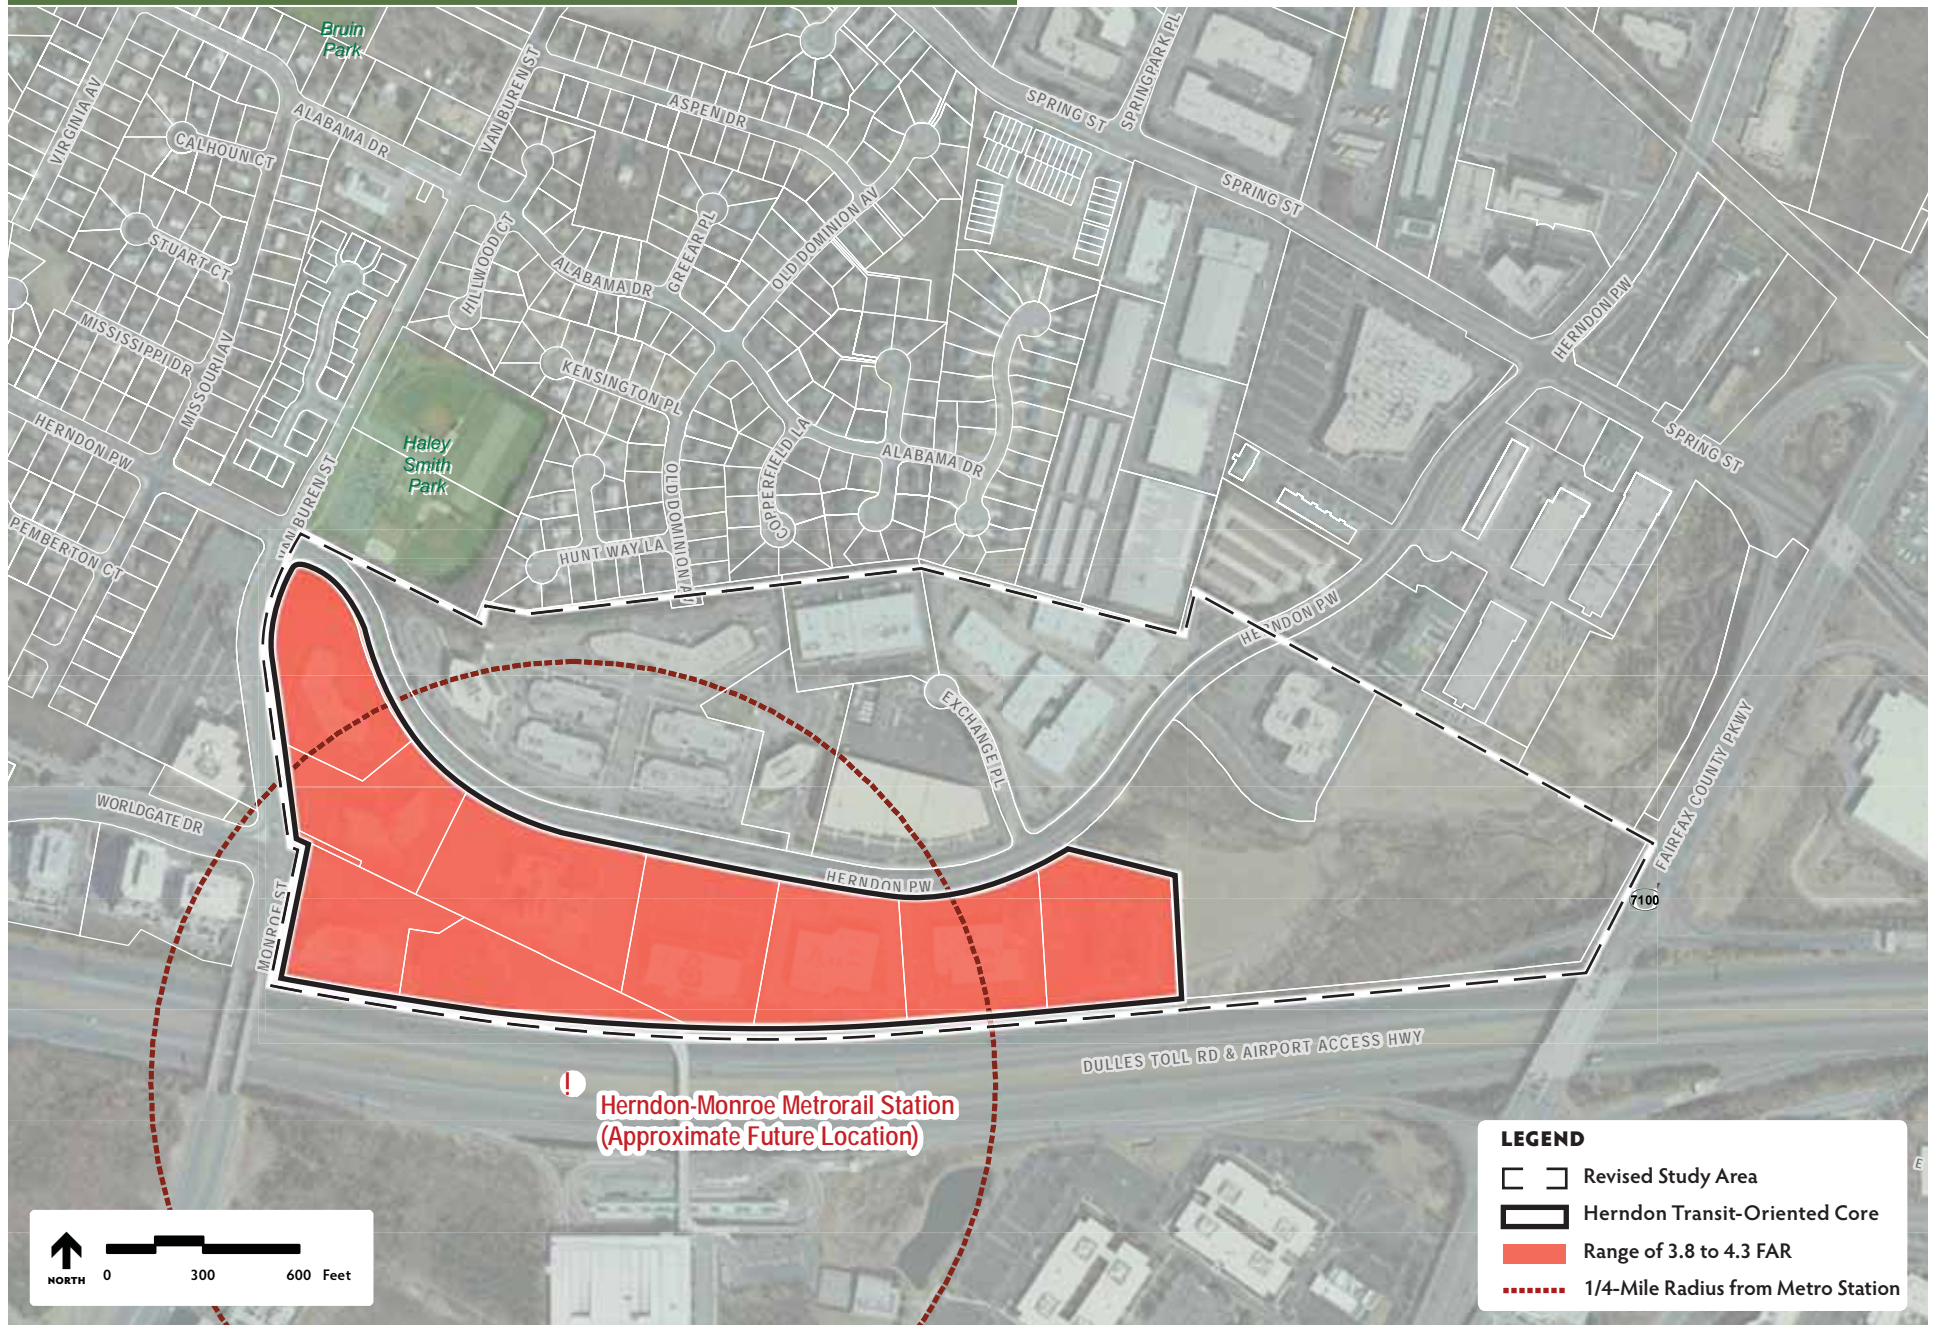 Bruin
Park
VIRGINIA AV
CALHOUN CT
ALABAMA DR
VAN BUREN ST
ASPEN DR
SPRING ST
SPRINGPARK PL
STUART CT
HILLWOOD CT
ALABAMA DR
GREEAR PL
OLD DOMINION AV
SPRING ST
HERNDON PW
MISSISSIPPI DR
MISSOURI AV
KENSINGTON PL
HERNDON PW
Haley
Smith
Park
VAN BUREN ST
OLD DOMINION AV
COPPERFIELD LA
ALABAMA DR
SPRING ST
PEMBERTON CT
HUNT WAY LA
HERNDON PW
EXCHANGE PL
WORLDGATE DR
FAIRFAX COUNTY PKWY
HERNDON PW
7100
MONROE ST
DULLES TOLL RD & AIRPORT ACCESS HWY
!
Herndon-Monroe Metrorail Station
(Approximate Future Location)
E
NORTH
0 300 600 Feet
LEGEND
Revised Study Area
Herndon Transit-Oriented Core
Range of 3.8 to 4.3 FAR
1/4-Mile Radius from Metro Station